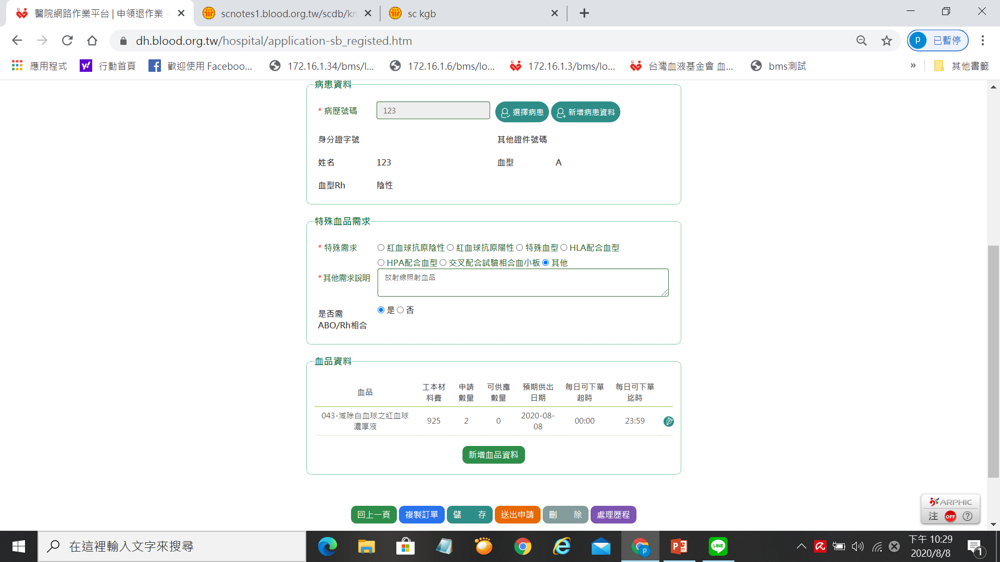 醫院網路作業平台 | 申領退作業 -
scnotes1.blood.org.tw/scdb/kn
sc kgb
dh.blood.org.tw/hospital/application-sb_registed.htm
p 已暫停
應用程式
行動首頁
歡迎使用 Faceboo...
172.16.1.34/bms/l...
172.16.1.6/bms/lo...
172.16.1.3/bms/lo...
台灣血液基金會 血...
bms測試
»
其他書籤
病患資料
* 病歷號碼 123 選擇病患 新增病患資料
身分證字號 其他證件號碼
姓名 123 血型 A
血型Rh 陰性
特殊血品需求
* 特殊需求 紅血球抗原陰性 紅血球抗原陽性 特殊血型 HLA配合血型
HPA配合血型 交叉配合試驗相合血小板 其他
*其他需求說明 放射線照射血品
是否需 是 否
ABO/Rh相合
血品資料
血品 工本材料費 申請數量 可供應數量 預期供出日期 每日可下單起時 每日可下單迄時
043-減除白血球之紅血球濃厚液 925 2 0 2020-08-08 00:00 23:59
新增血品資料
回上一頁 複製訂單 儲 存 送出申請 刪 除 處理歷程
ARPHIC
注 OFF ?
在這裡輸入文字來搜尋
LINE
下午 10:29
2020/8/8
1